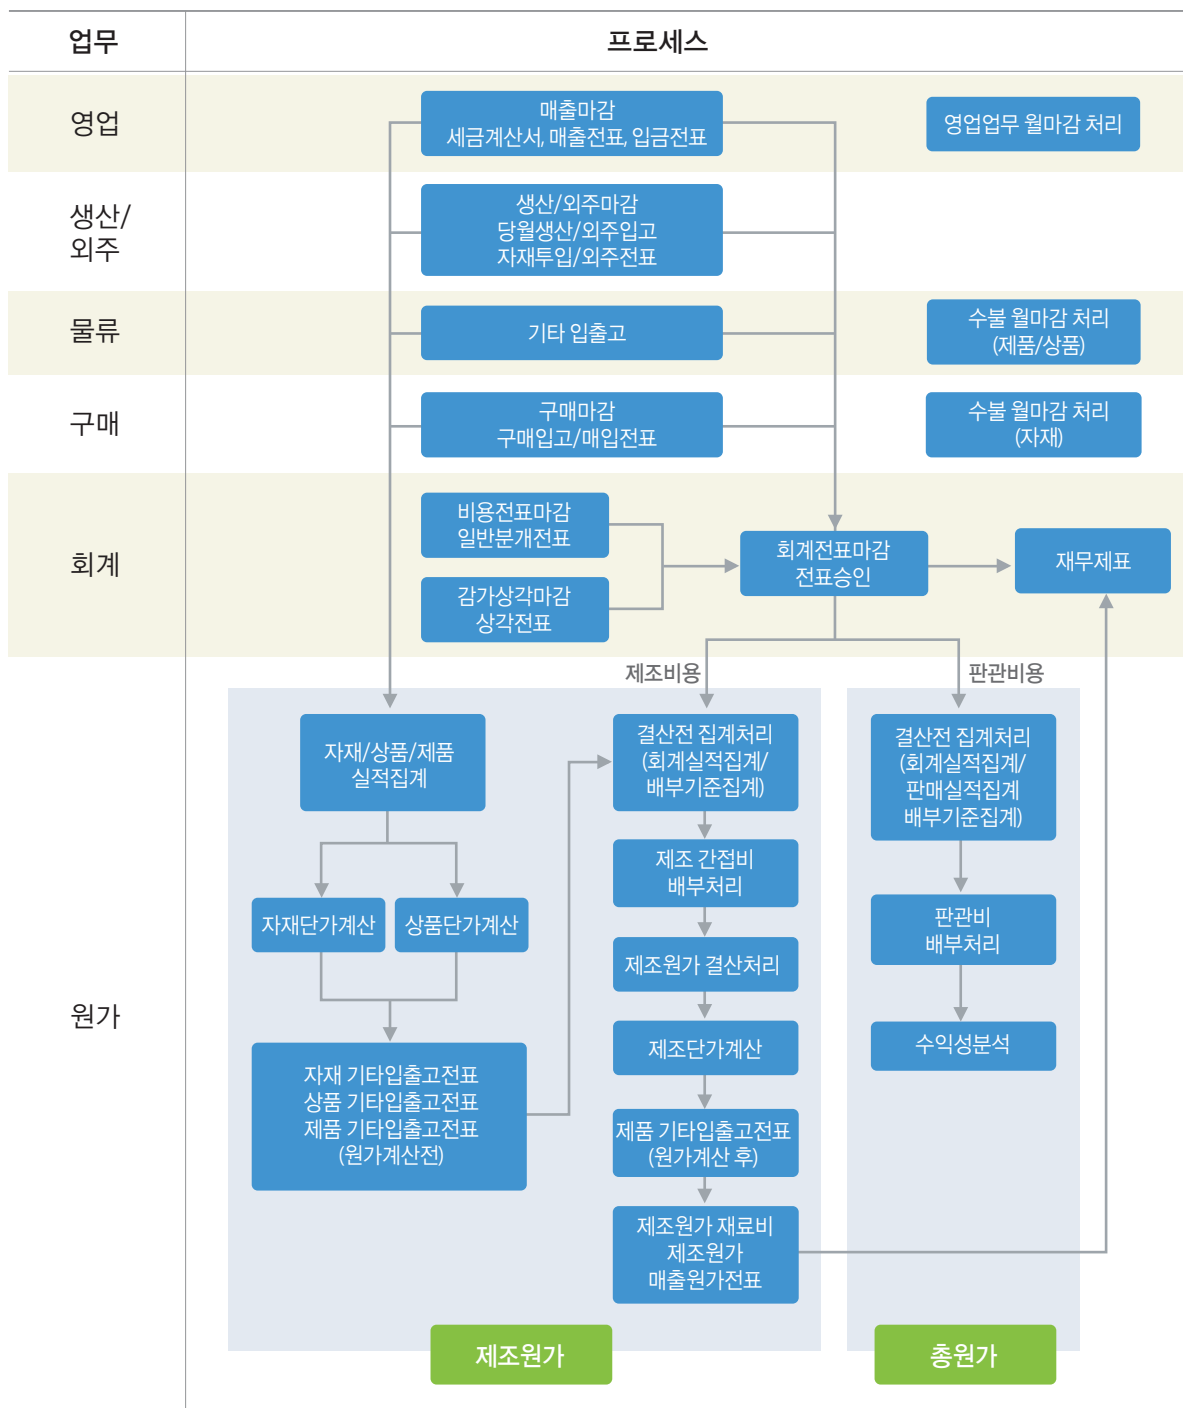 업무
프로세스
영업
매출마감
세금계산서, 매출전표, 입금전표
영업업무 월마감 처리
생산/
외주
생산/외주마감
당월생산/외주입고
자재투입/외주전표
물류
기타 입출고
수불 월마감 처리
(제품/상품)
구매
구매마감
구매입고/매입전표
수불 월마감 처리
(자재)
회계
비용전표마감
일반분개전표
감가상각마감
상각전표
회계전표마감
전표승인
재무제표
제조비용
판관비용
원가
자재/상품/제품
실적집계
자재단가계산
상품단가계산
자재 기타입출고전표
상품 기타입출고전표
제품 기타입출고전표
(원가계산전)
결산전 집계처리
(회계실적집계/
배부기준집계)
제조 간접비
배부처리
제조원가 결산처리
제조단가계산
제품 기타입출고전표
(원가계산 후)
제조원가 재료비
제조원가
매출원가전표
결산전 집계처리
(회계실적집계/
판매실적집계
배부기준집계)
판관비
배부처리
수익성분석
제조원가
총원가